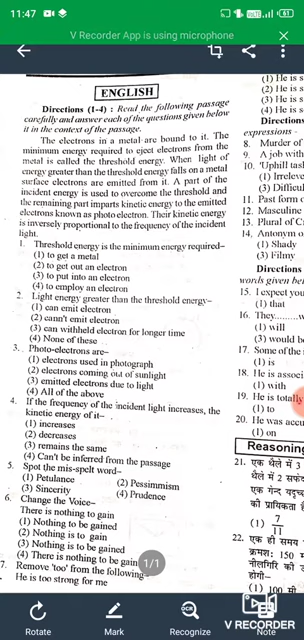 11:47
V Recorder App is using microphone
ENGLISH
Directions (1-4) : Read the following passage
carefully and answer each of the questions given below
it in the context of the passage.
The electrons in a metal are bound to it. The
minimum energy required to eject electrons from the
metal is called the threshold energy. When light of
energy greater than the threshold energy falls on a metal
surface electrons are emitted from it. A part of the
incident energy is used to overcome the threshold and
the remaining part imparts kinetic energy to the emitted
electrons known as photo electron. Their kinetic energy
is inversely proportional to the frequency of the incident
light.
1. Threshold energy is the minimum energy required-
(1) to get a metal
(2) to get out an electron
(3) to put into an electron
(4) to employ an electron
2. Light energy greater than the threshold energy-
(1) can emit electron
(2) cann't emit electron
(3) can withheld electron for longer time
(4) None of these
3. Photo-electrons are-
(1) electrons used in photograph
(2) electrons coming out of sunlight
(3) emitted electrons due to light
(4) All of the above
4. If the frequency of the incident light increases, the
kinetic energy of it-
(1) increases
(2) decreases
(3) remains the same
(4) Can't be inferred from the passage
5. Spot the mis-spelt word-
(1) Persuade (2) Pessimmism
(3) Sincerity (4) Prudence
6. Change the Voice-
There is nothing to gain
(1) Nothing to be gained
(2) Nothing is to gain
(3) Nothing is to be gained
(4) There is nothing to be gain
7. Remove 'too' from the following
He is too strong for me
(1) He is s
(2) He is s
(3) He is s
(4) He is s
Directions
expressions -
8. Murder of
9. A job with
10. 'Uphill task
(1) Irreleve
(3) Difficul
11. Past form o
12. Masculine
13. Plural of C
14. Antonym o
(1) Shady
(3) Filmy
Directions
words given bel
15. I expect you
(1) that
16. They........w
(1) will
(3) would b
17. Some of the
(1) is
18. He is associ
(1) with
19. He is totally
(1) to
20. He was accu
(1) on
Reasoning
21. एक थैले में 3
थैले में 2 सफेद
एक गेन्द यदृच्छ
की प्रायिकता है
(1) 7/11
22. एक ही समय
क्रमशः 150 म
नीलगिरि की ऊ
होगी-
(1) 100 मी
1/1
Rotate
Mark
Recognize
Note
Share